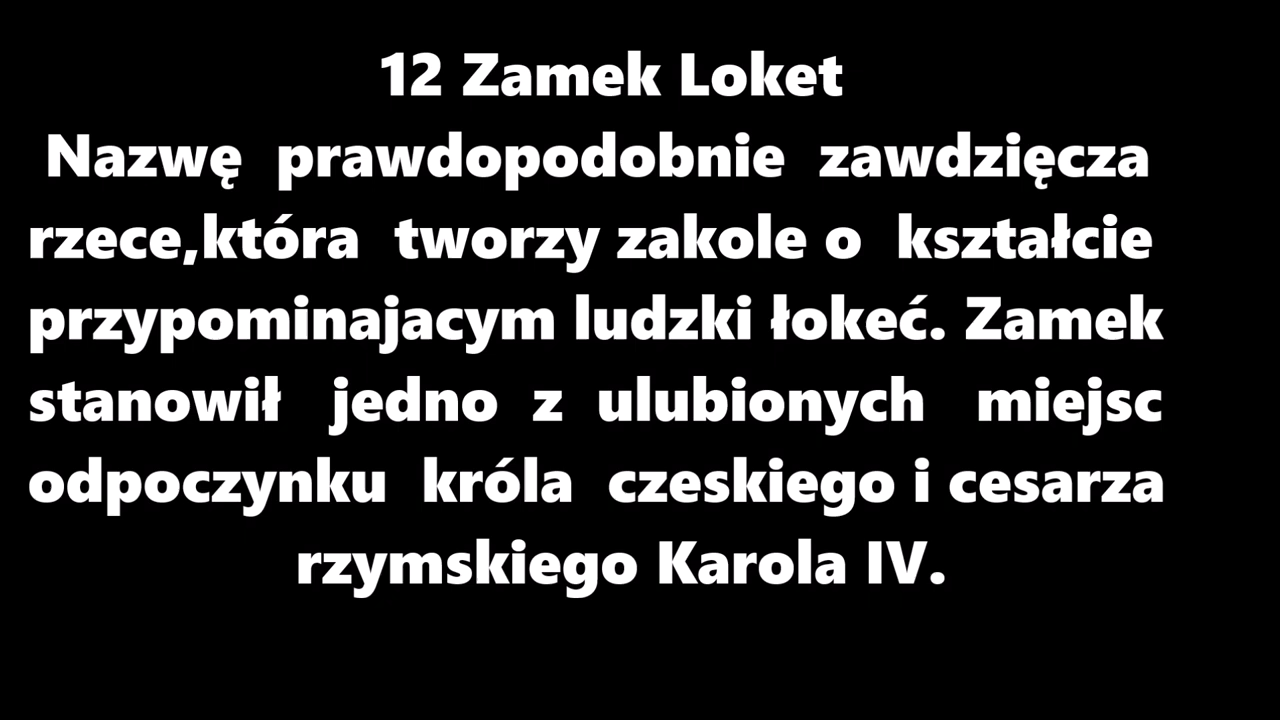 12 Zamek Loket
Nazwę prawdopodobnie zawdzięcza
rzece,która tworzy zakole o kształcie
przypominajacym ludzki łokeć. Zamek
stanowił jedno z ulubionych miejsc
odpoczynku króla czeskiego i cesarza
rzymskiego Karola IV.